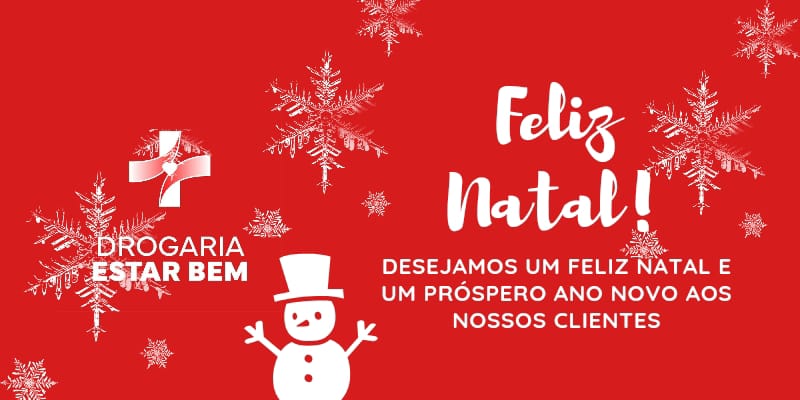 DROGARIA
ESTAR BEM
Feliz
Natal!
DESEJAMOS UM FELIZ NATAL E
UM PRÓSPERO ANO NOVO AOS
NOSSOS CLIENTES